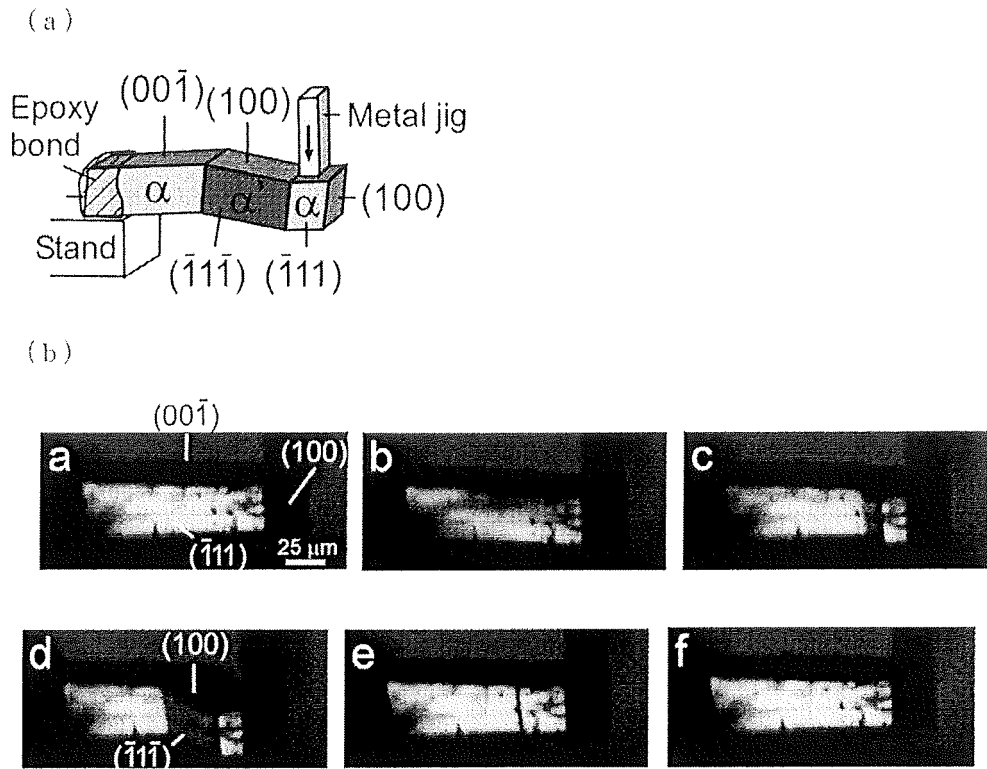 (a)
(001̄) (100)
Epoxy bond
Metal jig
α α' α
(100)
Stand
(1̄11̄) (1̄11)
(b)
(001̄)
a (100) b c
(1̄11) 25 μm
d (100) e f
(1̄11̄)